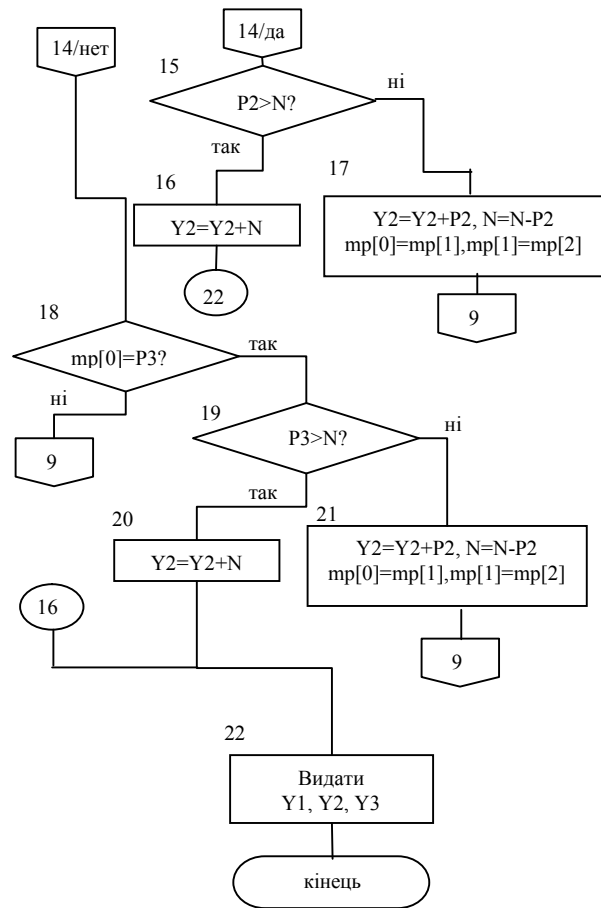 14/нет
14/да
15
P2>N?
ні
так
16
17
Y2=Y2+N
Y2=Y2+P2, N=N-P2
mp[0]=mp[1],mp[1]=mp[2]
22
9
18
mp[0]=P3?
так
ні
9
19
P3>N?
ні
так
20
21
Y2=Y2+N
Y2=Y2+P2, N=N-P2
mp[0]=mp[1],mp[1]=mp[2]
16
9
22
Видати
Y1, Y2, Y3
кінець